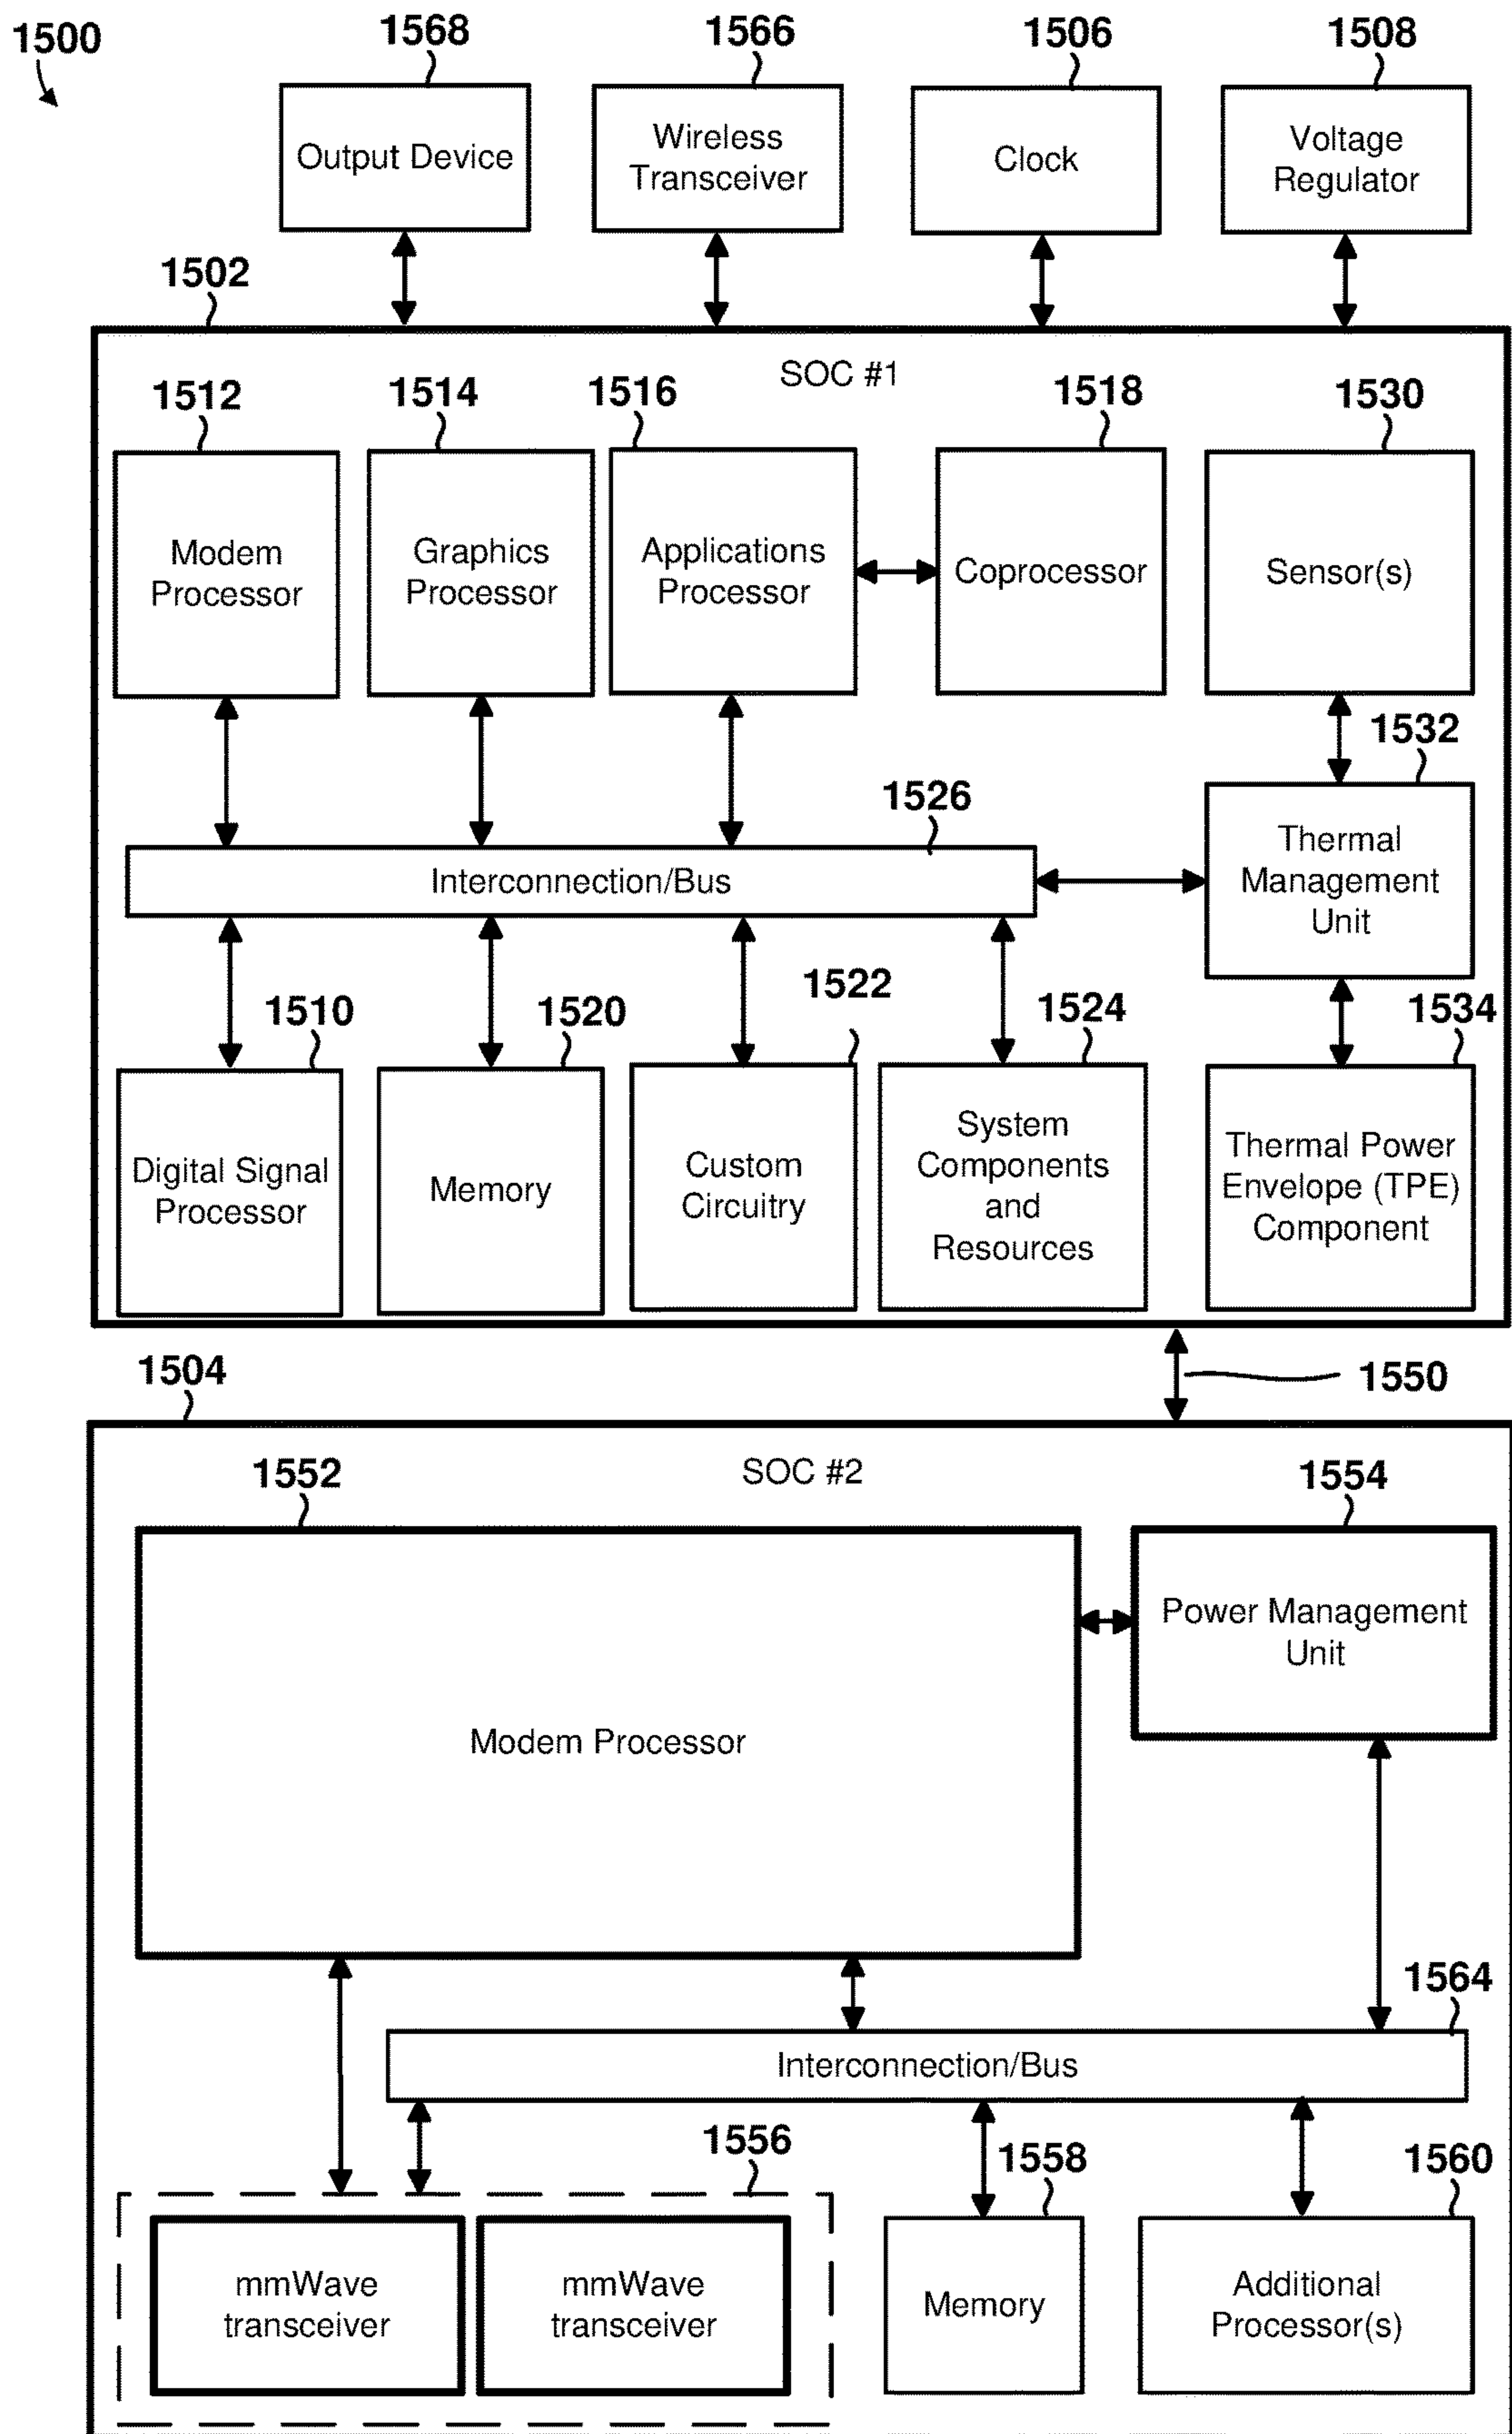 1500
1568
1566
1506
1508
Output Device
Wireless
Transceiver
Clock
Voltage
Regulator
1502
SOC #1
1512
1514
1516
1518
1530
Modem
Processor
Graphics
Processor
Applications
Processor
Coprocessor
Sensor(s)
1532
1526
Interconnection/Bus
Thermal
Management
Unit
1510
1520
1522
1524
1534
Digital Signal
Processor
Memory
Custom
Circuitry
System
Components
and
Resources
Thermal Power
Envelope (TPE)
Component
1504
1550
SOC #2
1552
1554
Modem Processor
Power Management
Unit
1564
Interconnection/Bus
1556
1558
1560
mmWave
transceiver
mmWave
transceiver
Memory
Additional
Processor(s)